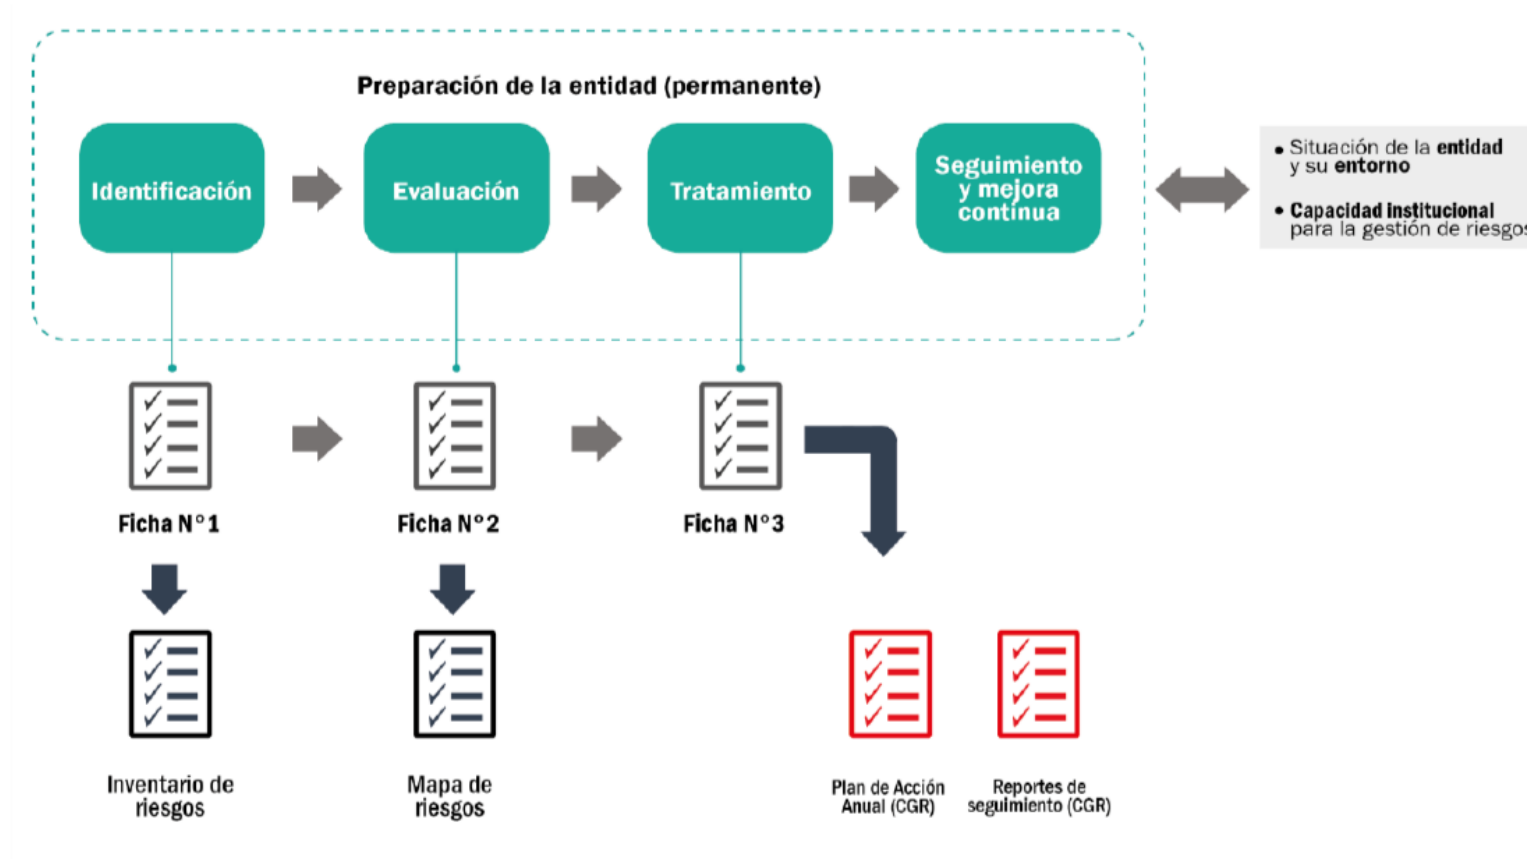 Preparación de la entidad (permanente)
Identificación
Evaluación
Tratamiento
Seguimiento
y mejora
contínua
• Situación de la entidad
y su entorno
• Capacidad institucional
para la gestión de riesgos
Ficha N°1
Ficha N°2
Ficha N°3
Inventario de
riesgos
Mapa de
riesgos
Plan de Acción
Anual (CGR)
Reportes de
seguimiento (CGR)